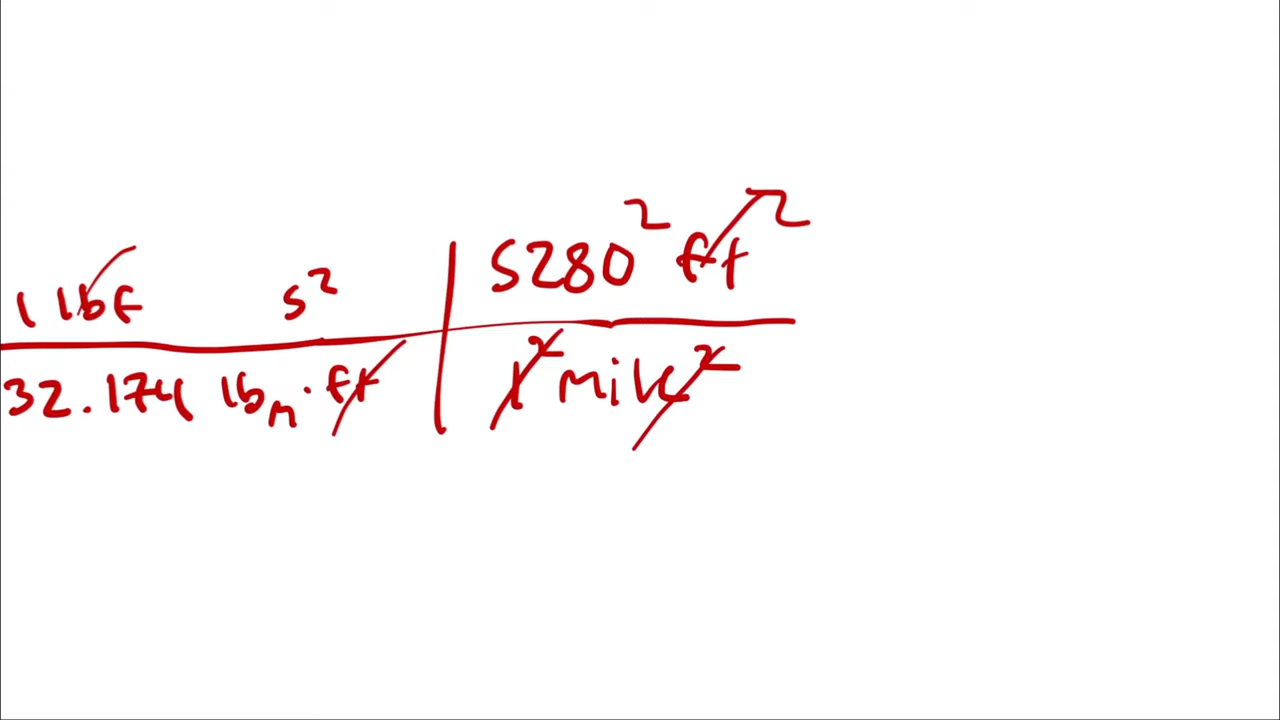 1 lbf s² 5280² ft²
32.174 lbm · ft 1² mile²